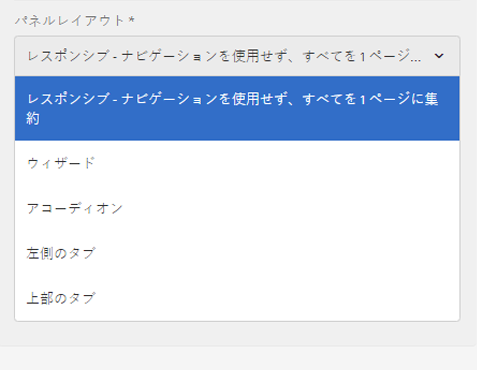 パネルレイアウト *
レスポンシブ - ナビゲーションを使用せず、すべてを 1 ページ...
レスポンシブ - ナビゲーションを使用せず、すべてを 1 ページに集
約
ウィザード
アコーディオン
左側のタブ
上部のタブ